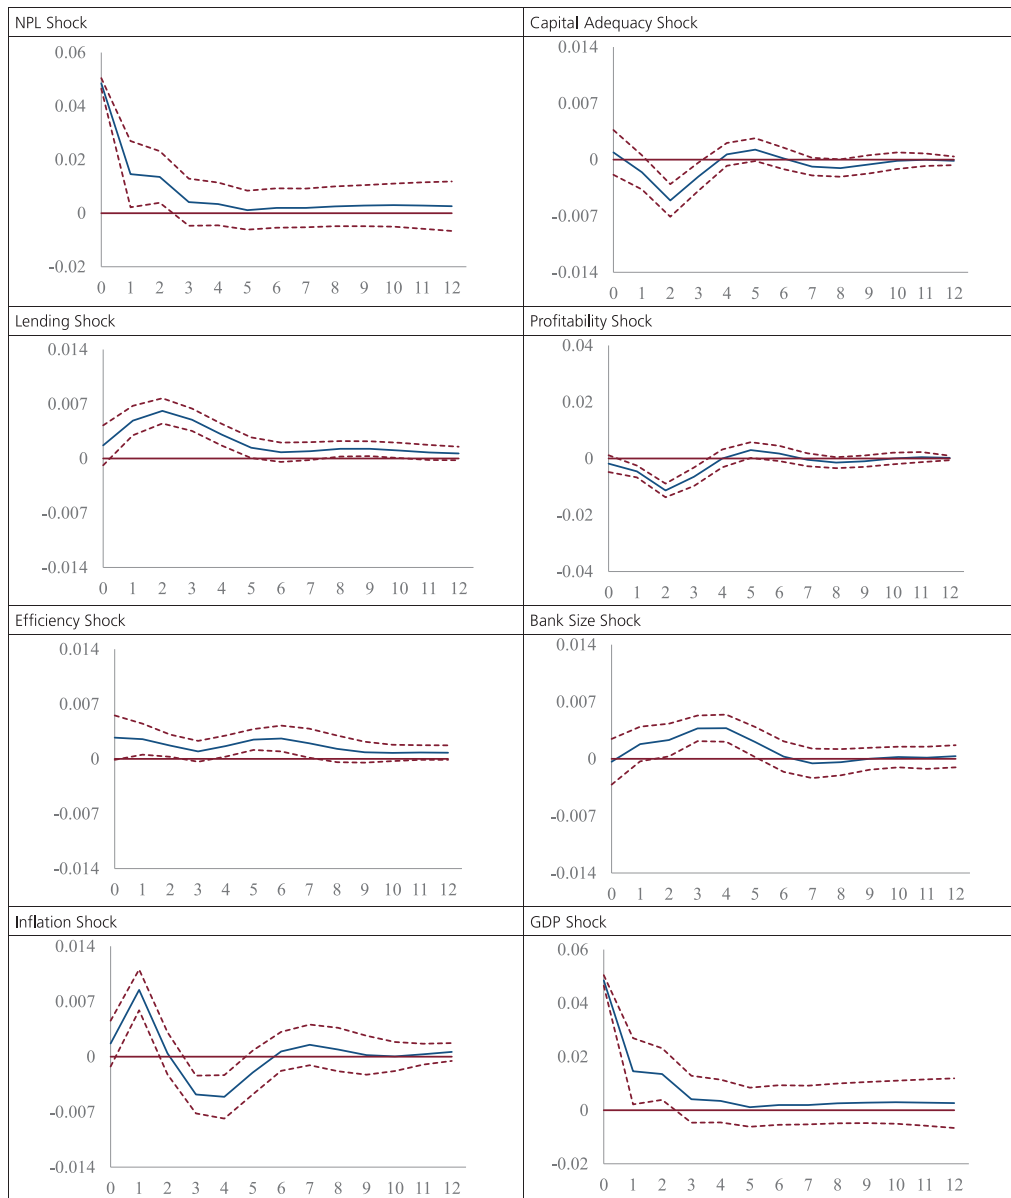 NPL Shock
0.06
0.04
0.02
0
-0.02
0 1 2 3 4 5 6 7 8 9 10 11 12
Capital Adequacy Shock
0.014
0.007
0
-0.007
-0.014
0 1 2 3 4 5 6 7 8 9 10 11 12
Lending Shock
0.014
0.007
0
-0.007
-0.014
0 1 2 3 4 5 6 7 8 9 10 11 12
Profitability Shock
0.04
0.02
0
-0.02
-0.04
0 1 2 3 4 5 6 7 8 9 10 11 12
Efficiency Shock
0.014
0.007
0
-0.007
-0.014
0 1 2 3 4 5 6 7 8 9 10 11 12
Bank Size Shock
0.014
0.007
0
-0.007
-0.014
0 1 2 3 4 5 6 7 8 9 10 11 12
Inflation Shock
0.014
0.007
0
-0.007
-0.014
0 1 2 3 4 5 6 7 8 9 10 11 12
GDP Shock
0.06
0.04
0.02
0
-0.02
0 1 2 3 4 5 6 7 8 9 10 11 12